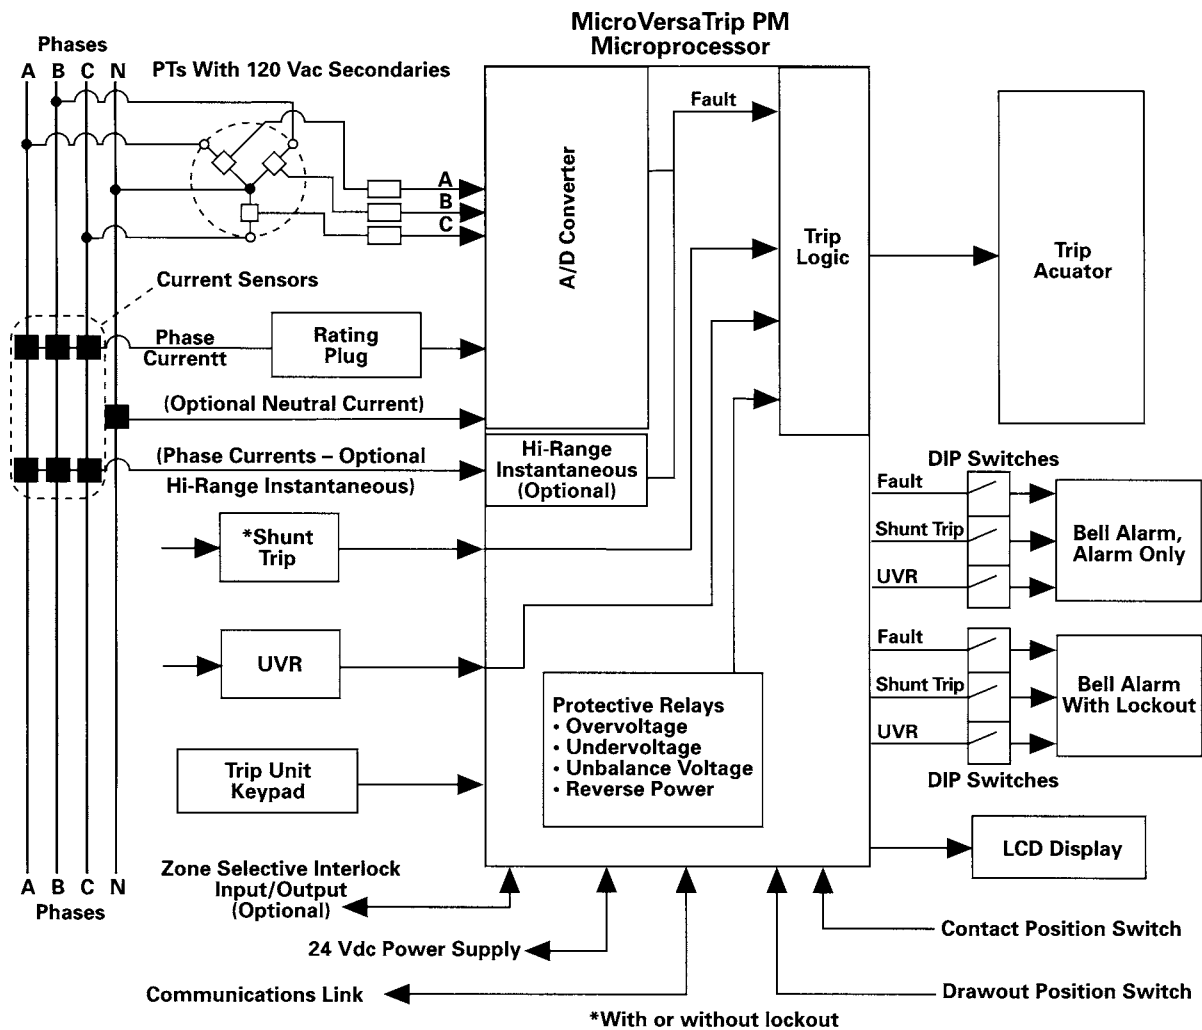 MicroVersaTrip PM
Microprocessor
Phases
A B C N
PTs With 120 Vac Secondaries
A
B
C
A/D Converter
Fault
Trip
Logic
Trip
Acuator
Current Sensors
Phase
Currentt
Rating
Plug
(Optional Neutral Current)
(Phase Currents – Optional
Hi-Range Instantaneous)
Hi-Range
Instantaneous
(Optional)
*Shunt
Trip
UVR
Trip Unit
Keypad
Protective Relays
• Overvoltage
• Undervoltage
• Unbalance Voltage
• Reverse Power
DIP Switches
Fault
Shunt Trip
UVR
Bell Alarm,
Alarm Only
Fault
Shunt Trip
UVR
Bell Alarm
With Lockout
DIP Switches
LCD Display
A B C N
Phases
Zone Selective Interlock
Input/Output
(Optional)
24 Vdc Power Supply
Communications Link
Contact Position Switch
Drawout Position Switch
*With or without lockout